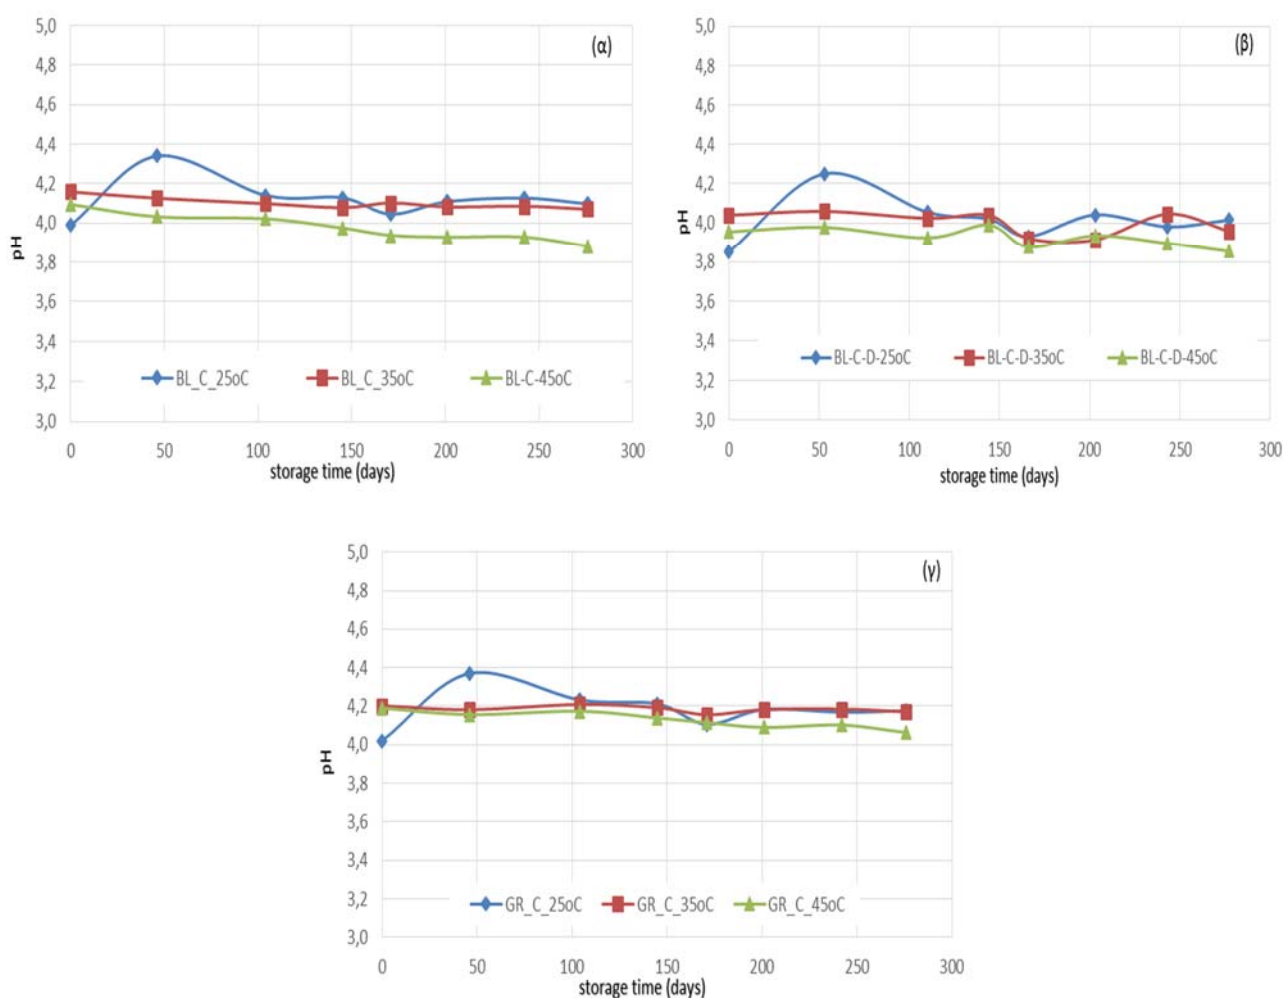 (α)
5,0
4,8
4,6
4,4
4,2
4,0
3,8
3,6
3,4
3,2
3,0
pH
BL_C_25oC BL_C_35oC BL-C-45oC
0 50 100 150 200 250 300
storage time (days)
(β)
5,0
4,8
4,6
4,4
4,2
4,0
3,8
3,6
3,4
3,2
3,0
pH
BL-C-D-25oC BL-C-D-35oC BL-C-D-45oC
0 50 100 150 200 250 300
storage time (days)
(γ)
5,0
4,8
4,6
4,4
4,2
4,0
3,8
3,6
3,4
3,2
3,0
pH
GR_C_25oC GR_C_35oC GR_C_45oC
0 50 100 150 200 250 300
storage time (days)